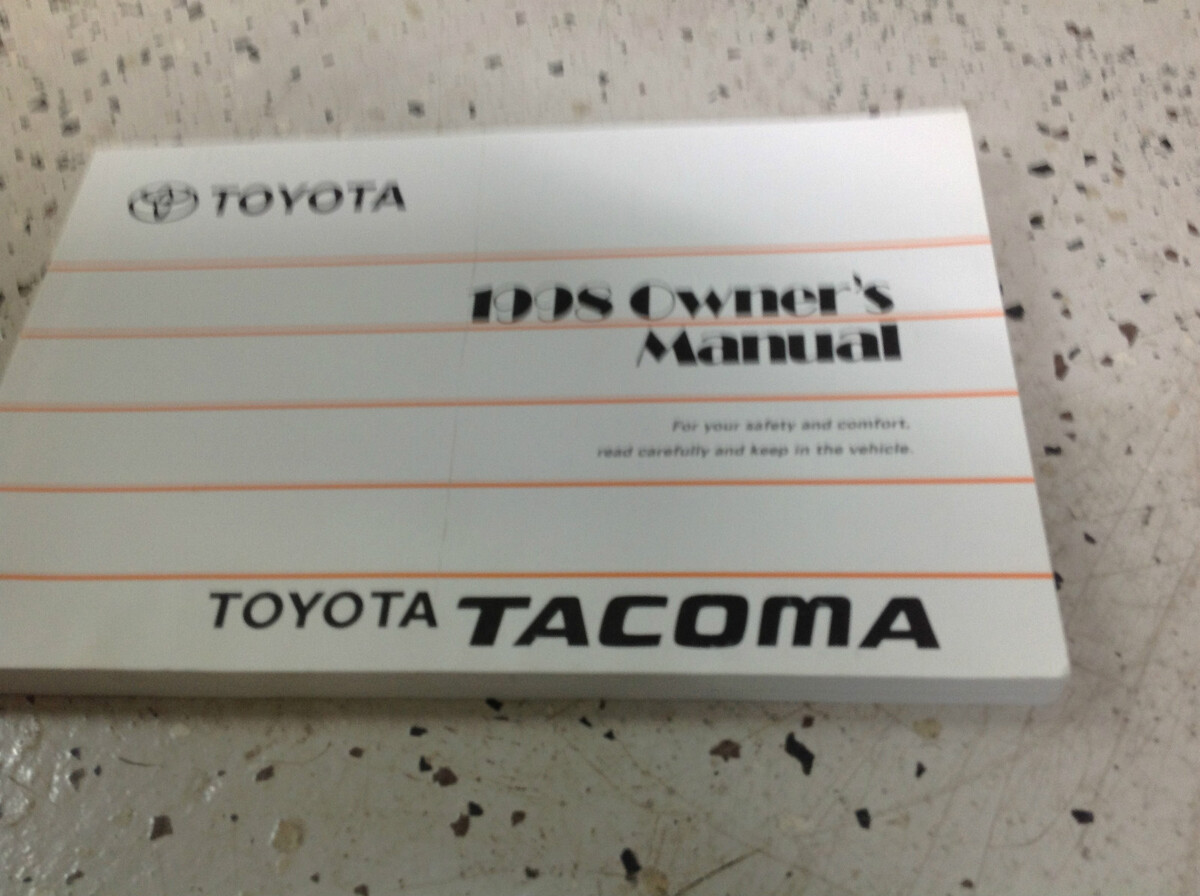 TOYOTA
1998 Owner's
Manual
For your safety and comfort,
read carefully and keep in the vehicle.
TOYOTA TACOMA